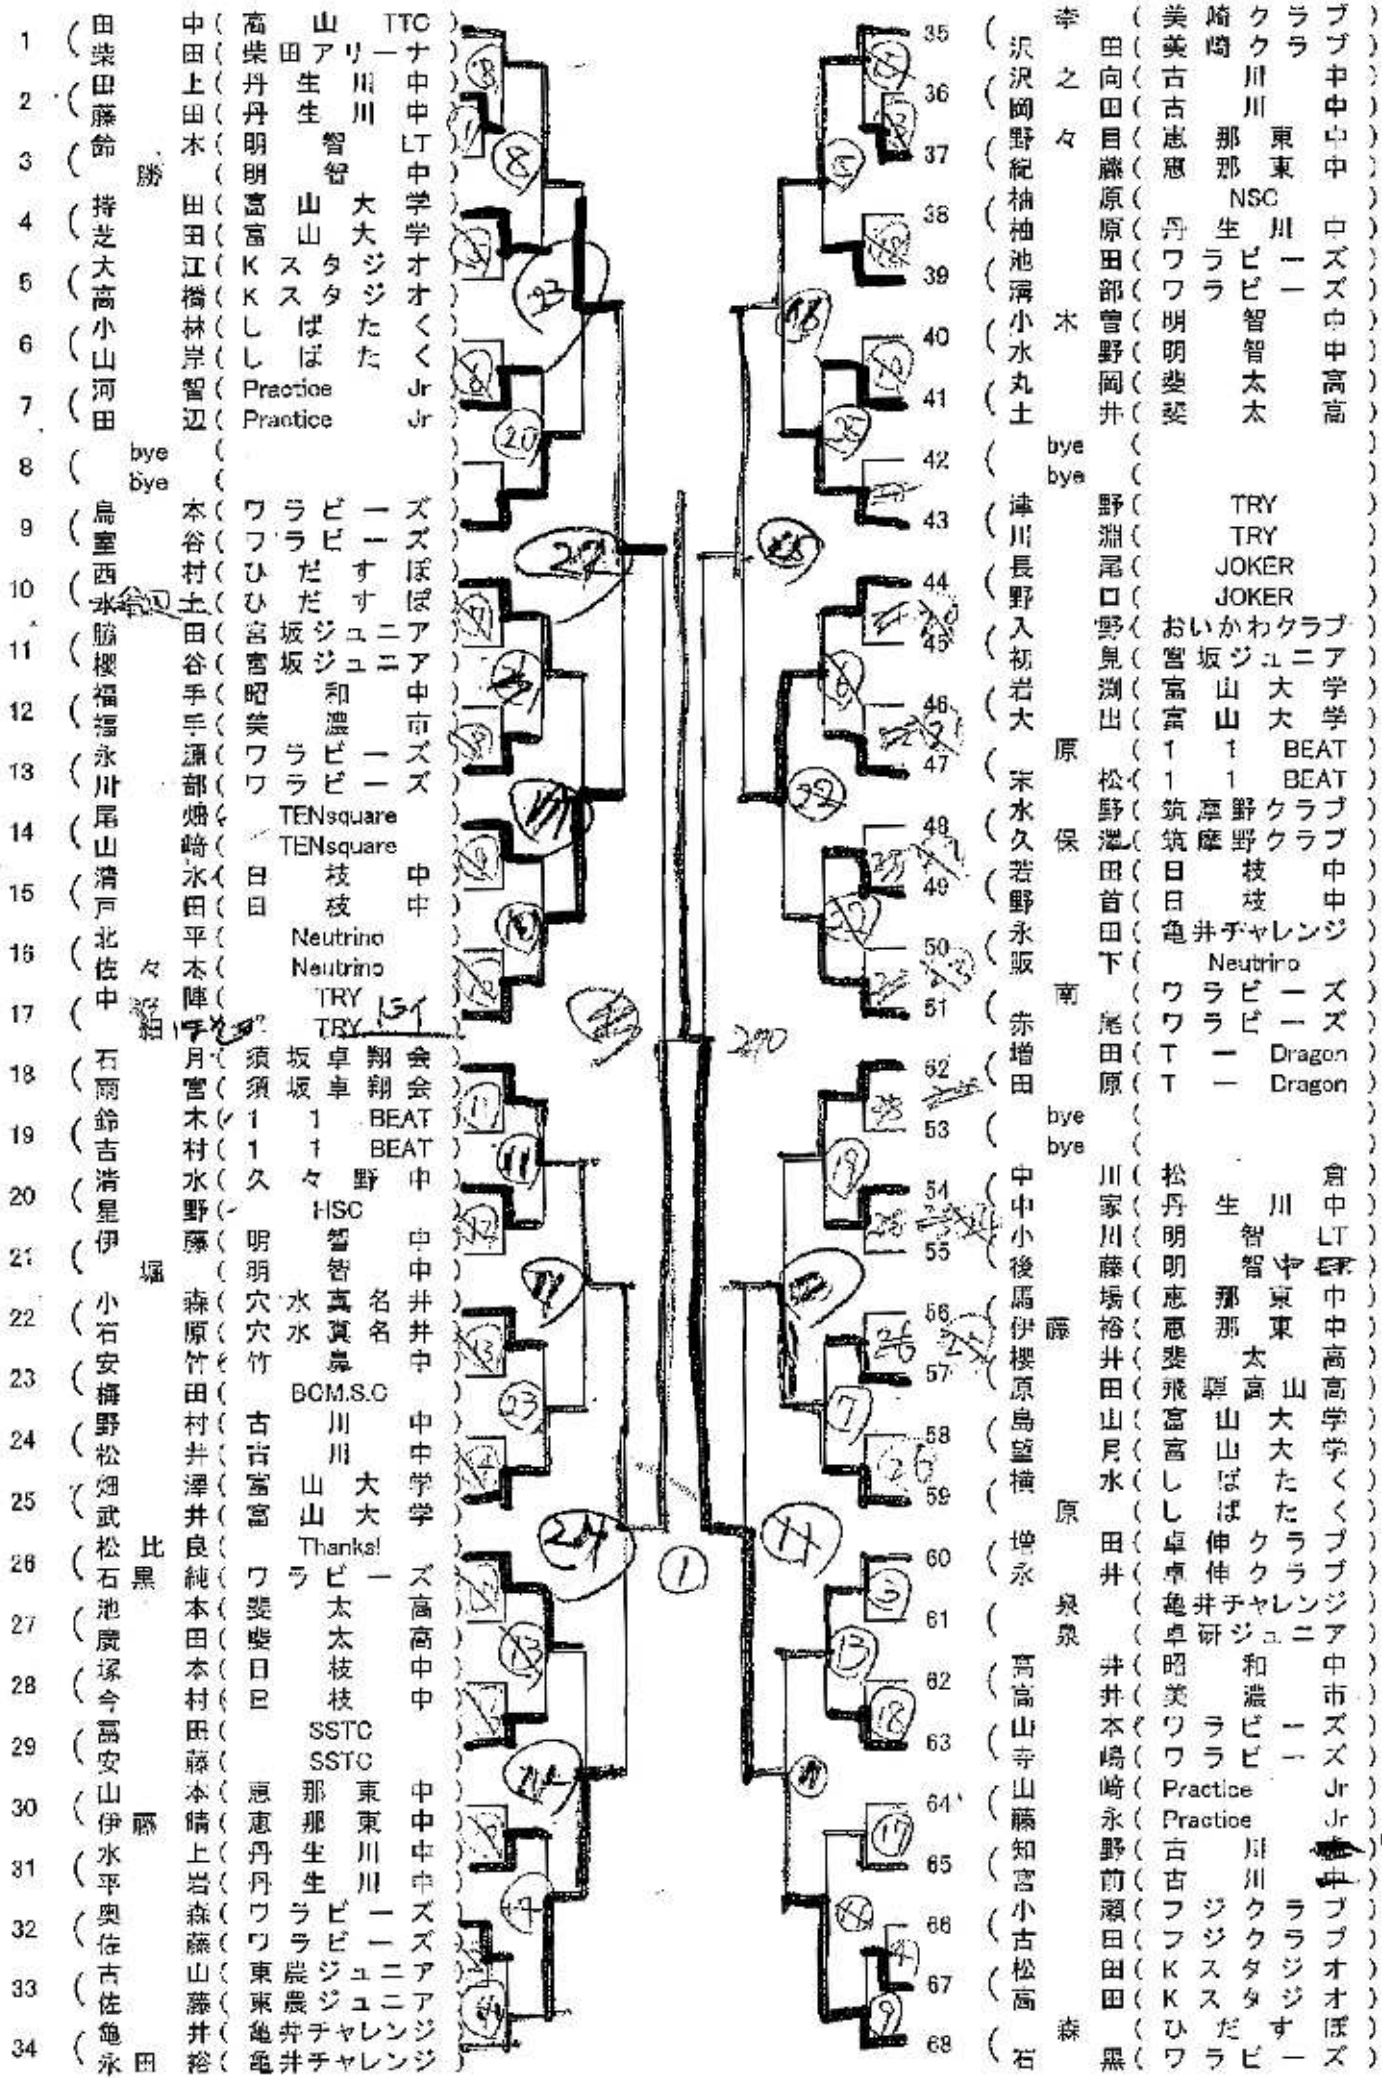 1 ( 田 中 ( 高 山 TTC )
柴 田 ( 柴田アリーナ )
2 ( 田 上 ( 丹 生 川 中 )
藤 田 ( 丹 生 川 中 )
3 ( 鈴 木 ( 明 智 LT )
勝 ( 明 智 中 )
4 ( 持 田 ( 富 山 大 学 )
芝 田 ( 富 山 大 学 )
5 ( 大 江 ( K ス タ ジ オ )
高 橋 ( K ス タ ジ オ )
6 ( 小 林 ( し ば た く )
山 岸 ( し ば た く )
7 ( 河 智 ( Practice Jr )
田 辺 ( Practice Jr )
8 ( bye ( )
bye ( )
9 ( 鳥 本 ( ワ ラ ビ ー ズ )
室 谷 ( ワ ラ ビ ー ズ )
10 ( 西 村 ( ひ だ す ぽ )
水 上 ( ひ だ す ぽ )
11 ( 脇 田 ( 宮坂ジュニア )
櫻 谷 ( 宮坂ジュニア )
12 ( 福 手 ( 昭 和 中 )
福 手 ( 美 濃 市 )
13 ( 永 源 ( ワ ラ ビ ー ズ )
川 部 ( ワ ラ ビ ー ズ )
14 ( 尾 畑 ( TENsquare )
山 﨑 ( TENsquare )
15 ( 清 水 ( 日 枝 中 )
戸 田 ( 日 枝 中 )
16 ( 北 平 ( Neutrino )
佐 々 木 ( Neutrino )
17 ( 中 陣 ( TRY )
TRY
18 ( 石 月 ( 須 坂 卓 翔 会 )
雨 宮 ( 須 坂 卓 翔 会 )
19 ( 鈴 木 ( 1 1 BEAT )
吉 村 ( 1 1 BEAT )
20 ( 清 水 ( 久 々 野 中 )
星 野 ( HSC )
21 ( 伊 藤 ( 明 智 中 )
堀 ( 明 智 中 )
22 ( 小 森 ( 穴 水 真 名 井 )
石 原 ( 穴 水 真 名 井 )
23 ( 安 竹 ( 竹 鼻 中 )
梅 田 ( BCM.S.C )
24 ( 野 村 ( 古 川 中 )
松 井 ( 古 川 中 )
25 ( 畑 澤 ( 富 山 大 学 )
武 井 ( 富 山 大 学 )
26 ( 松 比 良 ( Thanks! )
石 黒 純 ( ワ ラ ビ ー ズ )
27 ( 池 本 ( 斐 太 高 )
廣 田 ( 斐 太 高 )
28 ( 塚 本 ( 日 枝 中 )
今 村 ( 日 枝 中 )
29 ( 冨 田 ( SSTC )
安 藤 ( SSTC )
30 ( 山 本 ( 恵 那 東 中 )
伊 藤 晴 ( 恵 那 東 中 )
31 ( 水 上 ( 丹 生 川 中 )
平 岩 ( 丹 生 川 中 )
32 ( 奥 森 ( ワ ラ ビ ー ズ )
佐 藤 ( ワ ラ ビ ー ズ )
33 ( 古 山 ( 東農ジュニア )
佐 藤 ( 東農ジュニア )
34 ( 亀 井 ( 亀井チャレンジ )
永 田 裕 ( 亀井チャレンジ )
8
20
11
23
24
1
290
35 ( 李 ( 美 崎 ク ラ ブ )
沢 田 ( 美 崎 ク ラ ブ )
36 ( 沢 之 向 ( 古 川 中 )
岡 田 ( 古 川 中 )
37 ( 野 々 目 ( 恵 那 東 中 )
紀 藤 ( 恵 那 東 中 )
38 ( 柚 原 ( NSC )
柚 原 ( 丹 生 川 中 )
39 ( 池 田 ( ワ ラ ビ ー ズ )
溝 部 ( ワ ラ ビ ー ズ )
40 ( 小 木 曽 ( 明 智 中 )
水 野 ( 明 智 中 )
41 ( 丸 岡 ( 斐 太 高 )
土 井 ( 斐 太 高 )
42 ( bye ( )
bye ( )
43 ( 津 野 ( TRY )
川 淵 ( TRY )
44 ( 長 尾 ( JOKER )
野 口 ( JOKER )
45 ( 入 野 ( おいかわクラブ )
初 見 ( 宮坂ジュニア )
46 ( 岩 渕 ( 富 山 大 学 )
大 出 ( 富 山 大 学 )
47 ( 原 ( 1 1 BEAT )
末 松 ( 1 1 BEAT )
48 ( 水 野 ( 筑摩野クラブ )
久 保 澤 ( 筑摩野クラブ )
49 ( 若 田 ( 日 枝 中 )
野 首 ( 日 枝 中 )
50 ( 永 田 ( 亀井チャレンジ )
阪 下 ( Neutrino )
51 ( 南 ( ワ ラ ビ ー ズ )
赤 尾 ( ワ ラ ビ ー ズ )
52 ( 増 田 ( T ー Dragon )
田 原 ( T ー Dragon )
53 ( bye ( )
bye ( )
54 ( 中 川 ( 松 倉 )
中 家 ( 丹 生 川 中 )
55 ( 小 川 ( 明 智 LT )
後 藤 ( 明 智 中 )
56 ( 馬 場 ( 恵 那 東 中 )
伊 藤 裕 ( 恵 那 東 中 )
57 ( 櫻 井 ( 斐 太 高 )
原 田 ( 飛 騨 高 山 高 )
58 ( 島 山 ( 富 山 大 学 )
望 月 ( 富 山 大 学 )
59 ( 横 水 ( し ば た く )
原 ( し ば た く )
60 ( 増 田 ( 卓 伸 ク ラ ブ )
永 井 ( 卓 伸 ク ラ ブ )
61 ( 泉 ( 亀井チャレンジ )
泉 ( 卓研ジュニア )
62 ( 高 井 ( 昭 和 中 )
高 井 ( 美 濃 市 )
63 ( 山 本 ( ワ ラ ビ ー ズ )
寺 嶋 ( ワ ラ ビ ー ズ )
64 ( 山 﨑 ( Practice Jr )
藤 永 ( Practice Jr )
65 ( 知 野 ( 古 川 )
宮 前 ( 古 川 中 )
66 ( 小 瀬 ( フ ジ ク ラ ブ )
古 田 ( フ ジ ク ラ ブ )
67 ( 松 田 ( K ス タ ジ オ )
高 田 ( K ス タ ジ オ )
68 ( 森 ( ひ だ す ぽ )
石 黒 ( ワ ラ ビ ー ズ )
5
25
6
22
19
7
26
3
13
18
17
9